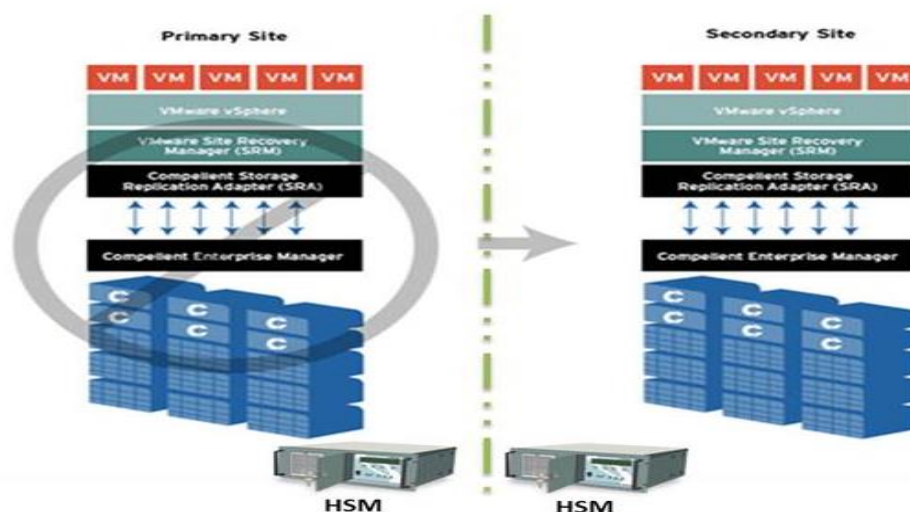 Primary Site
VM VM VM VM VM
VMware vSphere
VMware Site Recovery
Manager (SRM)
Compellent Storage
Replication Adapter (SRA)
Compellent Enterprise Manager
C C C
C C C
HSM
Secondary Site
VM VM VM VM VM
VMware vSphere
VMware Site Recovery
Manager (SRM)
Compellent Storage
Replication Adapter (SRA)
Compellent Enterprise Manager
C C C
C C C
HSM